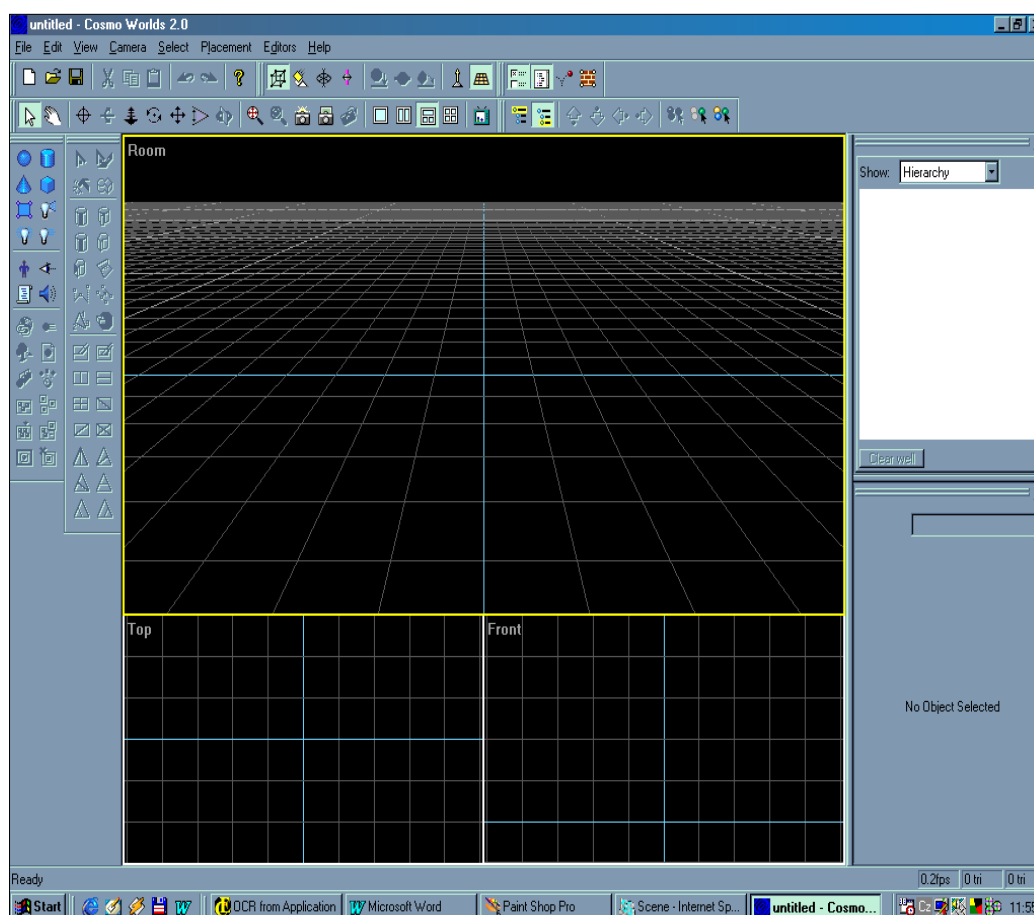 untitled - Cosmo Worlds 2.0
File Edit View Camera Select Placement Editors Help
Room
Show: Hierarchy
Clear well
Top
Front
No Object Selected
Ready
0.2fps 0 tri 0 tri
Start W OCR from Application W Microsoft Word Paint Shop Pro Scene - Internet Sp... untitled - Cosmo... Cz